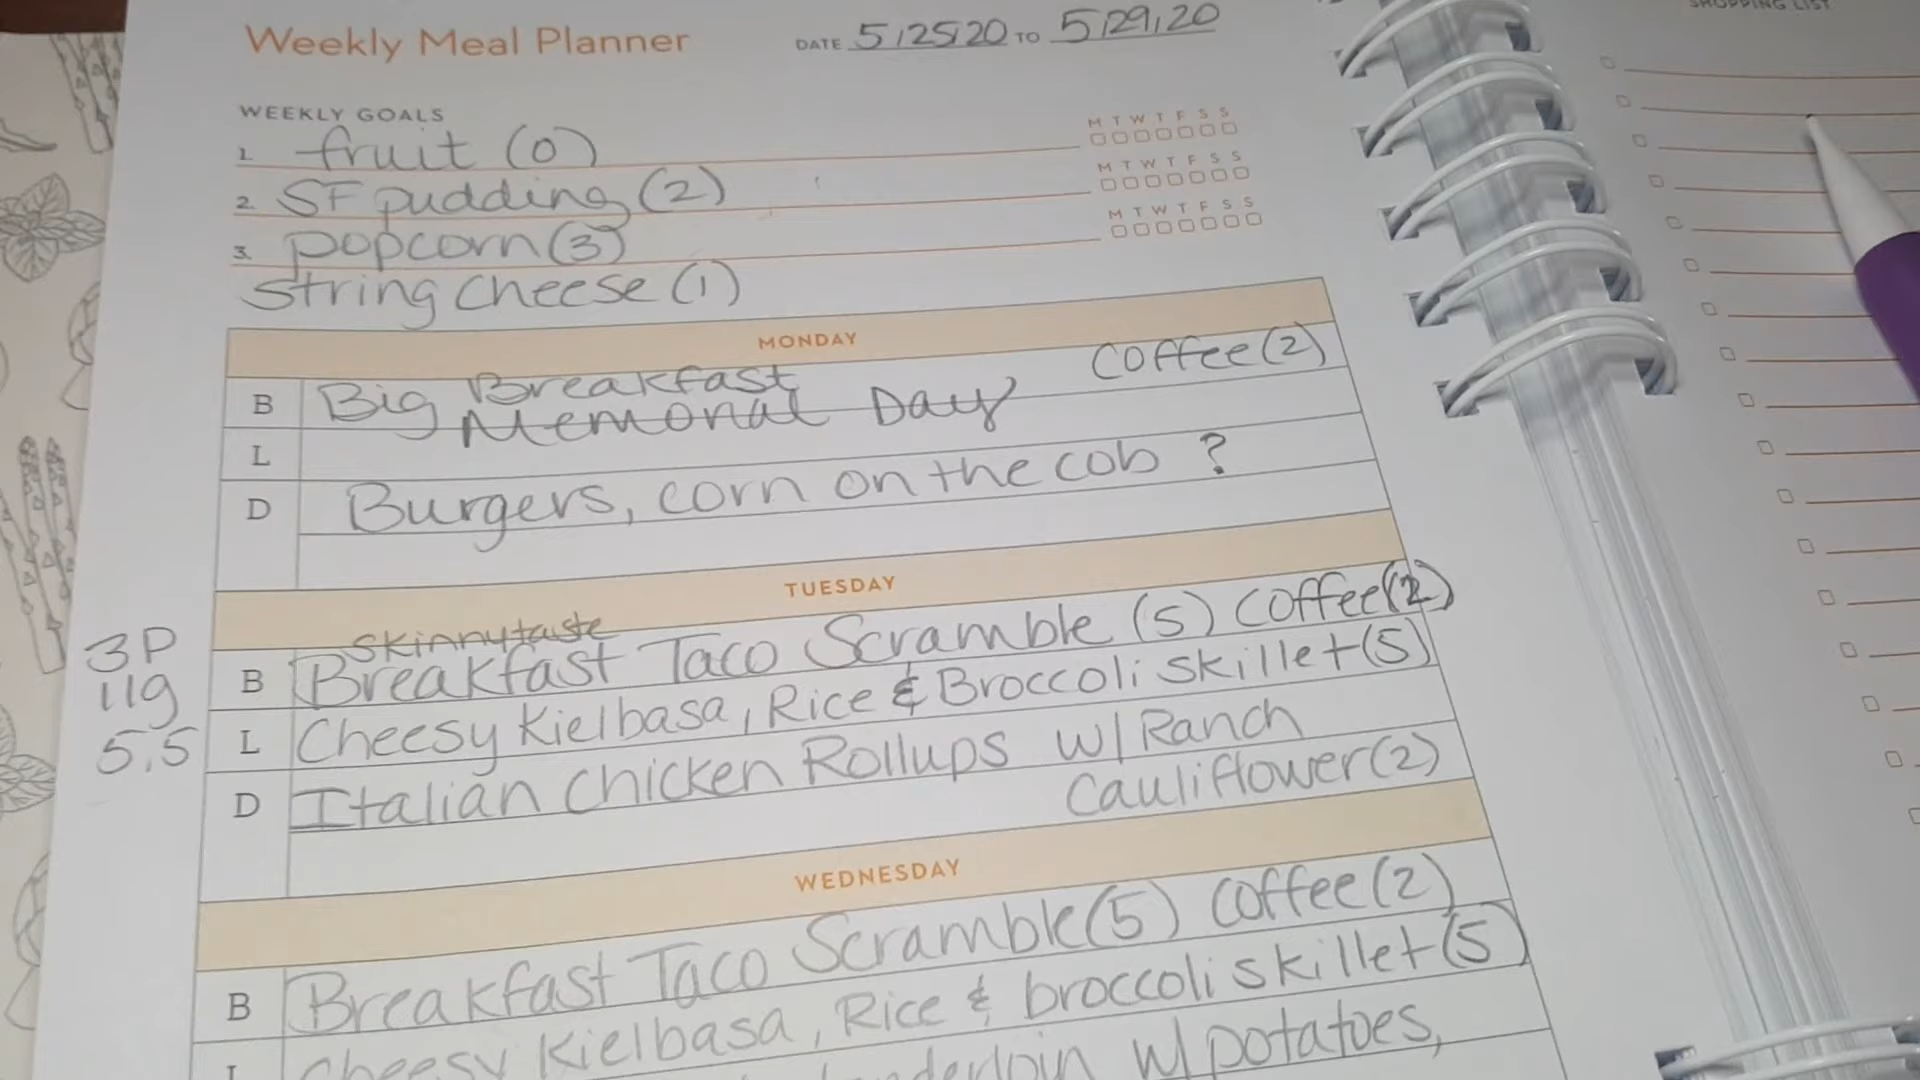 SHOPPING LIST
Weekly Meal Planner
DATE 5/25/20 TO 5/29/20
WEEKLY GOALS
M T W T F S S
1. fruit (0)
M T W T F S S
2. SF pudding (2)
M T W T F S S
3. popcorn (3)
String cheese (1)
MONDAY
B Big Breakfast Coffee (2)
Memorial Day
L
D Burgers, corn on the cob ?
TUESDAY
3P
11g
5.5
Skinnytaste
B Breakfast Taco Scramble (5) Coffee (2)
L Cheesy Kielbasa, Rice & Broccoli Skillet (5)
D Italian Chicken Rollups w/ Ranch
Cauliflower (2)
WEDNESDAY
B Breakfast Taco Scramble (5) Coffee (2)
L Cheesy Kielbasa, Rice & broccoli skillet (5)
w/ potatoes,